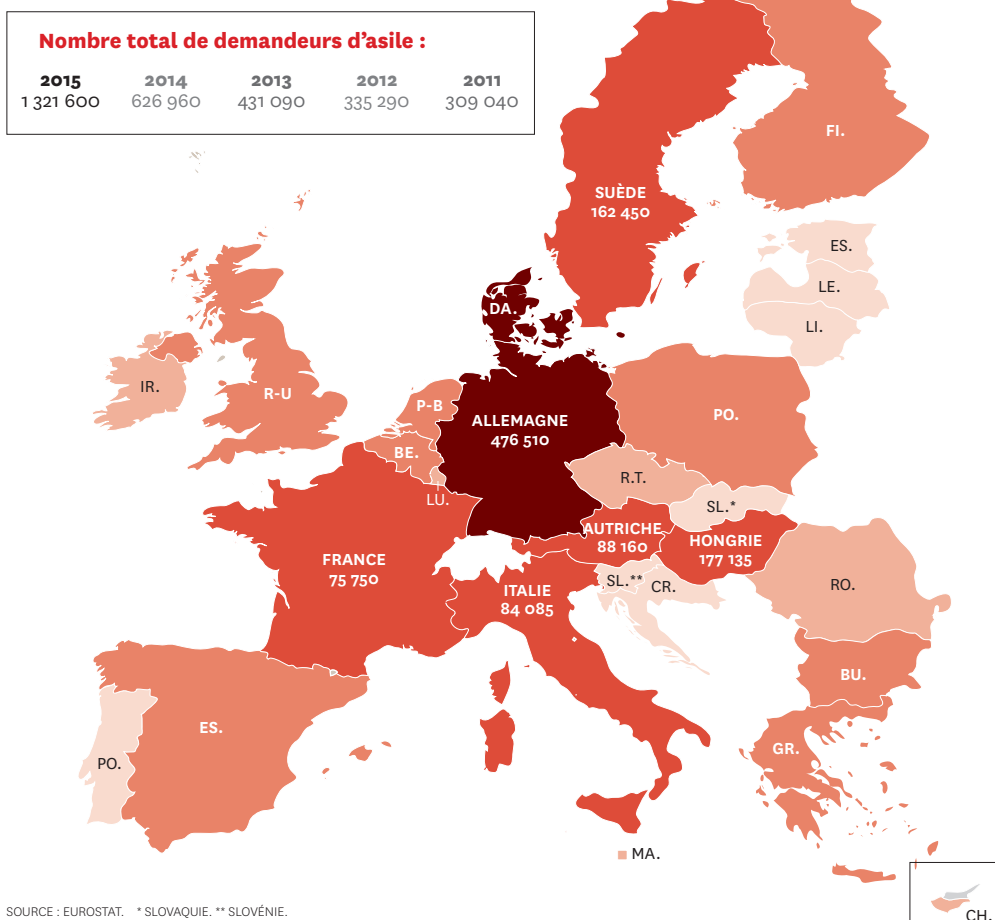 Nombre total de demandeurs d'asile :
2015 2014 2013 2012 2011
1 321 600 626 960 431 090 335 290 309 040
FI.
SUÈDE
162 450
ES.
LE.
DA.
LI.
IR.
R-U
P-B
ALLEMAGNE
476 510
PO.
BE.
R.T.
LU.
SL.*
AUTRICHE
88 160
HONGRIE
177 135
FRANCE
75 750
ITALIE
84 085
SL.**
CR.
RO.
BU.
ES.
PO.
GR.
MA.
CH.
SOURCE : EUROSTAT. * SLOVAQUIE. ** SLOVÉNIE.